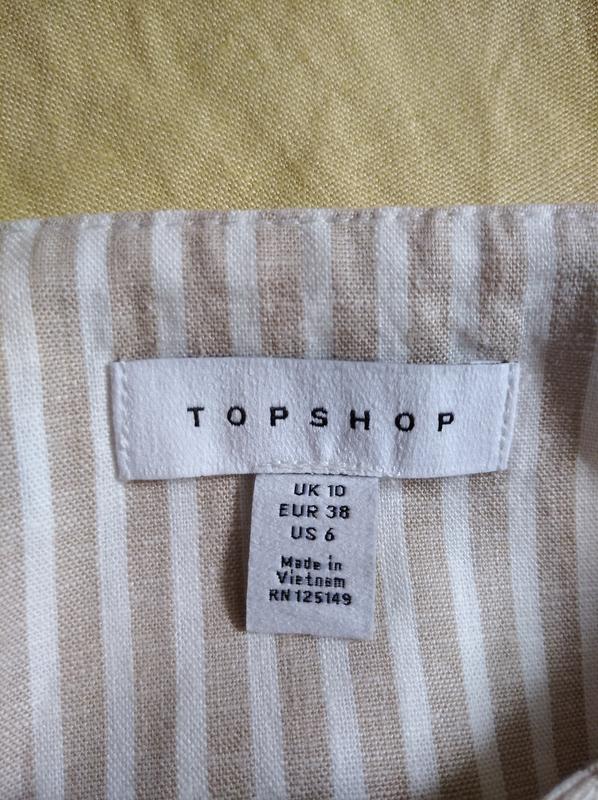 TOPSHOP
UK 10
EUR 38
US 6
Made in
Vietnam
RN 125149